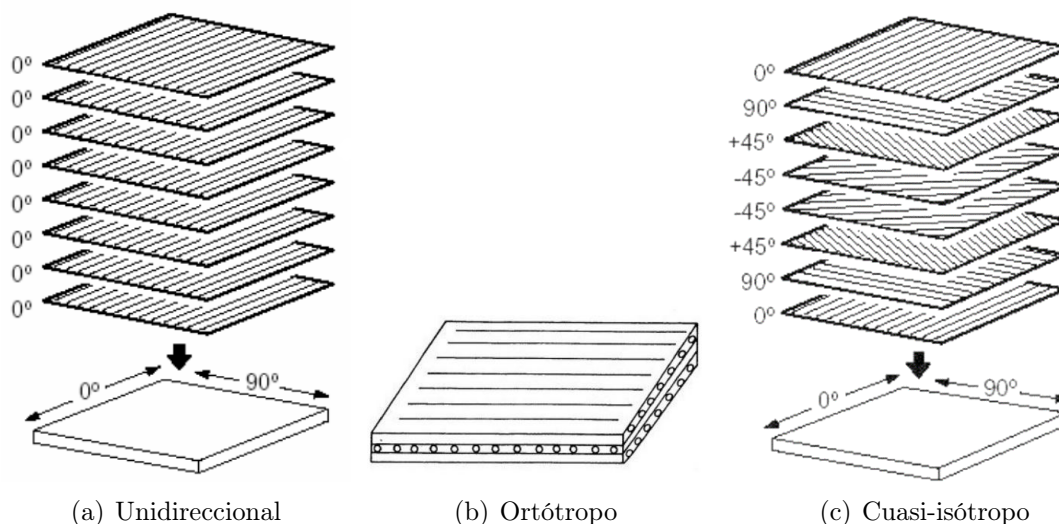 0º
0º
0º
0º
0º
0º
0º
0º
0º
90º
(a) Unidireccional
(b) Ortótropo
0º
90º
+45º
-45º
-45º
+45º
90º
0º
0º
90º
(c) Cuasi-isótropo